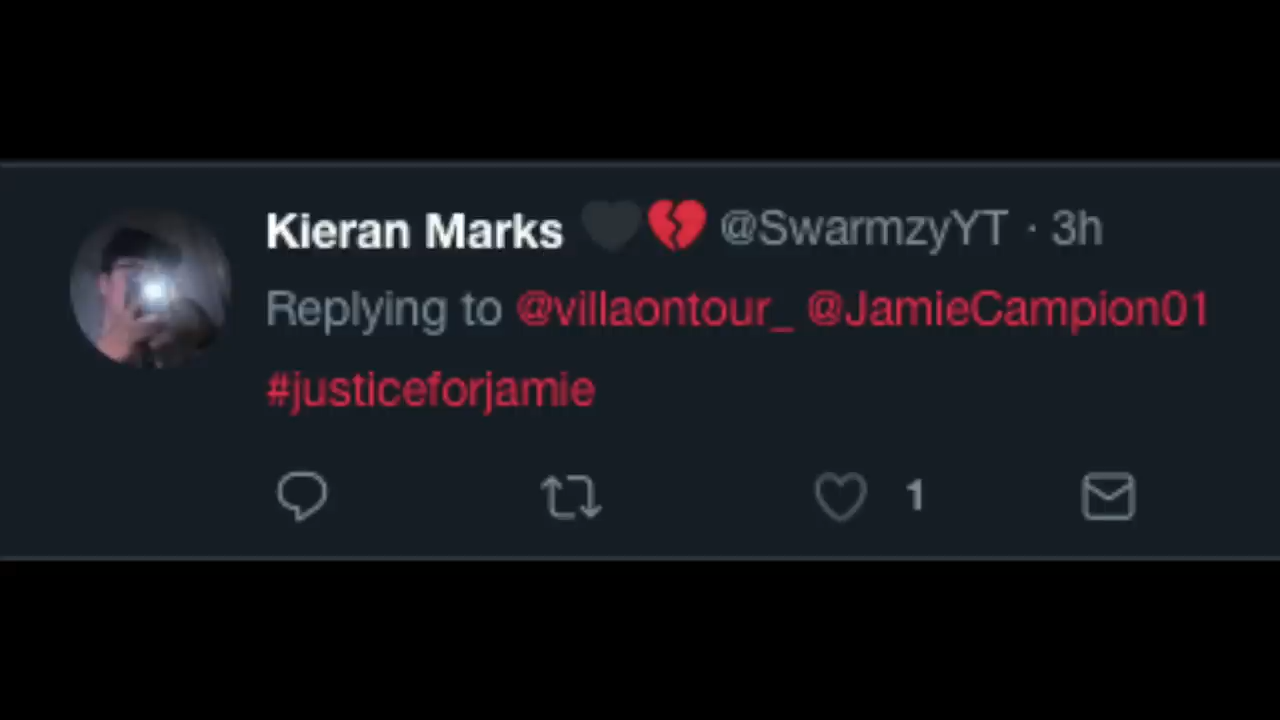 Kieran Marks 🖤💔 @SwarmzyYT · 3h
Replying to @villaontour_ @JamieCampion01
#justiceforjamie
1